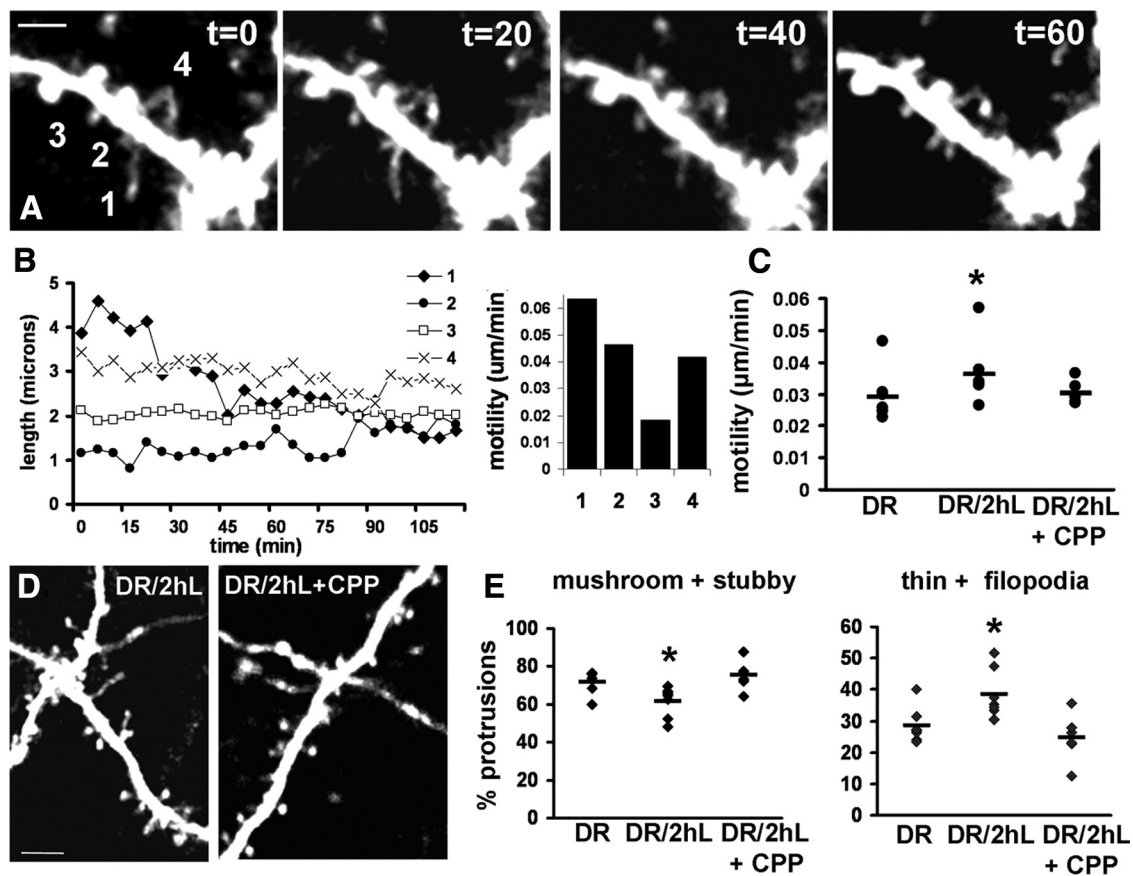 t=0
t=20
t=40
t=60
4
3
2
1
A
B
length (microns)
5
4
3
2
1
0
0 15 30 45 60 75 90 105
time (min)
1
2
3
4
motility (um/min
0.06
0.05
0.04
0.03
0.02
0.01
0
1 2 3 4
C
motility (μm/min)
0.06
0.05
0.04
0.03
0.02
0.01
0
*
DR DR/2hL DR/2hL
+ CPP
D
DR/2hL
DR/2hL+CPP
E
mushroom + stubby
% protrusions
100
80
60
40
20
0
*
DR DR/2hL DR/2hL
+ CPP
thin + filopodia
60
50
40
30
20
10
0
*
DR DR/2hL DR/2hL
+ CPP